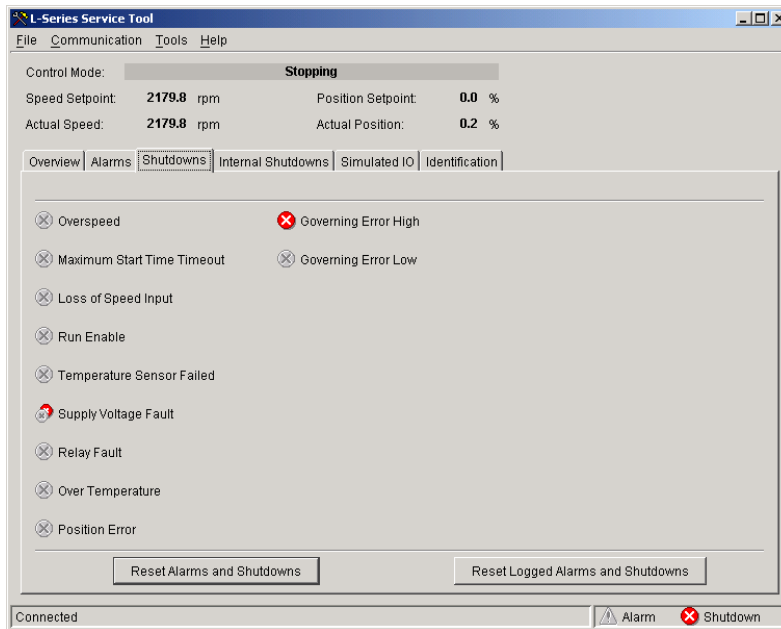 L-Series Service Tool
File Communication Tools Help
Control Mode: Stopping
Speed Setpoint: 2179.8 rpm Position Setpoint: 0.0 %
Actual Speed: 2179.8 rpm Actual Position: 0.2 %
Overview Alarms Shutdowns Internal Shutdowns Simulated IO Identification
Overspeed Governing Error High
Maximum Start Time Timeout Governing Error Low
Loss of Speed Input
Run Enable
Temperature Sensor Failed
Supply Voltage Fault
Relay Fault
Over Temperature
Position Error
Reset Alarms and Shutdowns Reset Logged Alarms and Shutdowns
Connected Alarm Shutdown